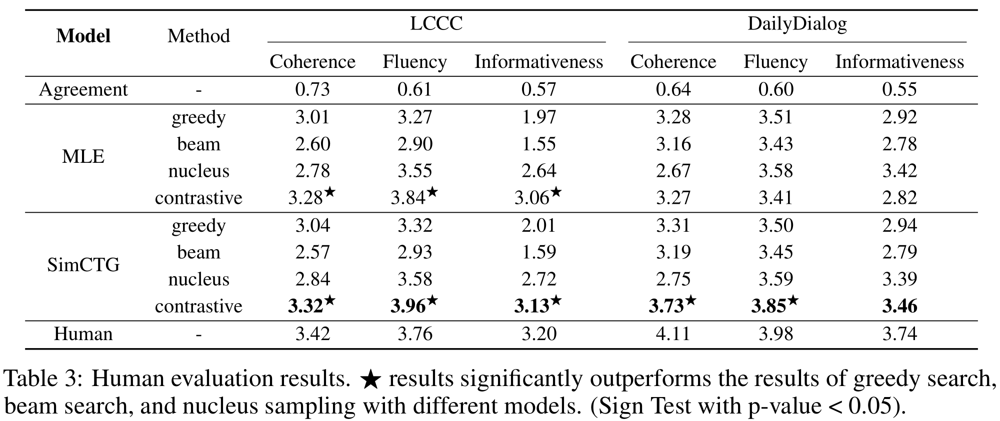 Model Method LCCC DailyDialog
Coherence Fluency Informativeness Coherence Fluency Informativeness
Agreement - 0.73 0.61 0.57 0.64 0.60 0.55
MLE
greedy 3.01 3.27 1.97 3.28 3.51 2.92
beam 2.60 2.90 1.55 3.16 3.43 2.78
nucleus 2.78 3.55 2.64 2.67 3.58 3.42
contrastive 3.28★ 3.84★ 3.06★ 3.27 3.41 2.82
SimCTG
greedy 3.04 3.32 2.01 3.31 3.50 2.94
beam 2.57 2.93 1.59 3.19 3.45 2.79
nucleus 2.84 3.58 2.72 2.75 3.59 3.39
contrastive 3.32★ 3.96★ 3.13★ 3.73★ 3.85★ 3.46
Human - 3.42 3.76 3.20 4.11 3.98 3.74
Table 3: Human evaluation results. ★ results significantly outperforms the results of greedy search,
beam search, and nucleus sampling with different models. (Sign Test with p-value < 0.05).